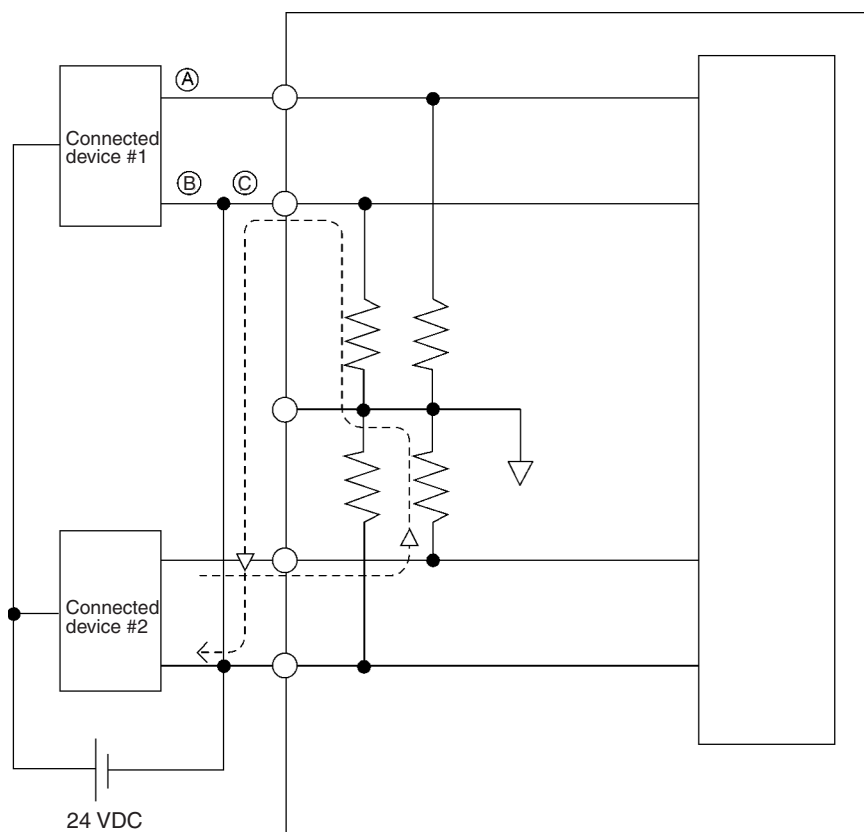 Ⓐ
Connected
device #1
Ⓑ Ⓒ
Connected
device #2
24 VDC